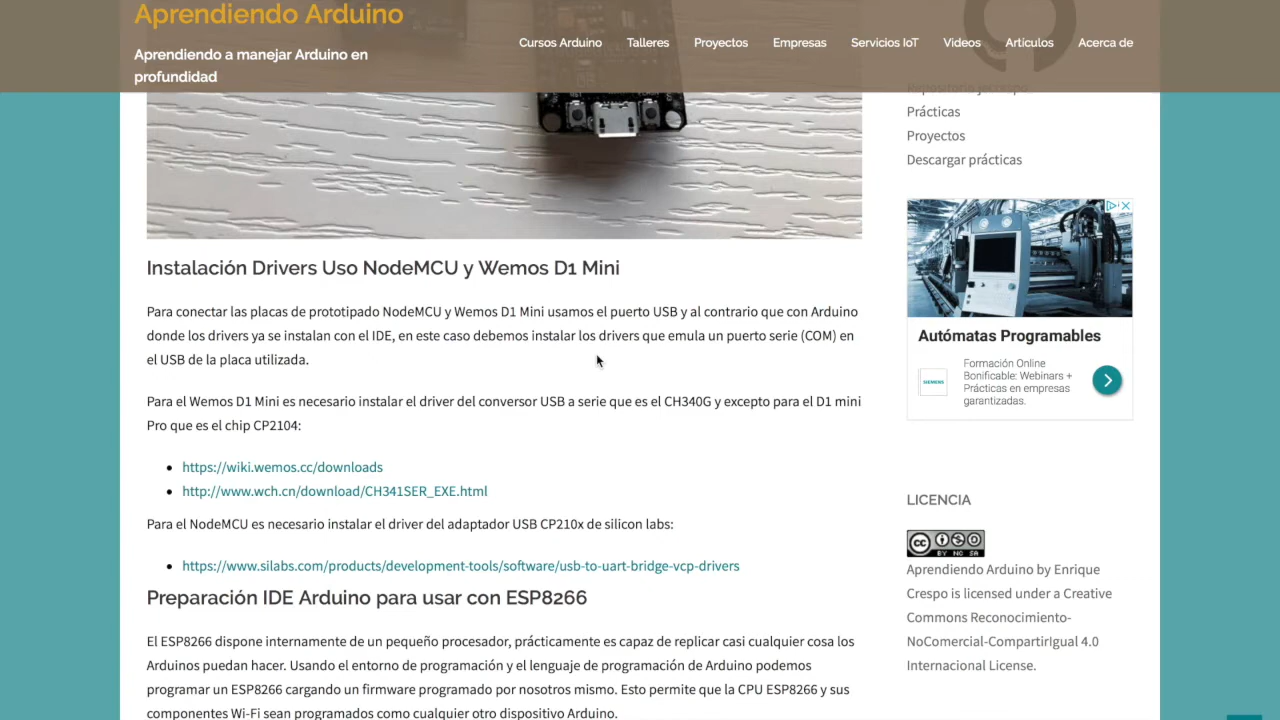 Aprendiendo Arduino
Aprendiendo a manejar Arduino en
profundidad
Cursos Arduino Talleres Proyectos Empresas Servicios IoT Videos Artículos Acerca de
Instalación Drivers Uso NodeMCU y Wemos D1 Mini
Para conectar las placas de prototipado NodeMCU y Wemos D1 Mini usamos el puerto USB y al contrario que con Arduino
donde los drivers ya se instalan con el IDE, en este caso debemos instalar los drivers que emula un puerto serie (COM) en
el USB de la placa utilizada.
Para el Wemos D1 Mini es necesario instalar el driver del conversor USB a serie que es el CH340G y excepto para el D1 mini
Pro que es el chip CP2104:
https://wiki.wemos.cc/downloads
http://www.wch.cn/download/CH341SER_EXE.html
Para el NodeMCU es necesario instalar el driver del adaptador USB CP210x de silicon labs:
https://www.silabs.com/products/development-tools/software/usb-to-uart-bridge-vcp-drivers
Preparación IDE Arduino para usar con ESP8266
El ESP8266 dispone internamente de un pequeño procesador, prácticamente es capaz de replicar casi cualquier cosa los
Arduinos puedan hacer. Usando el entorno de programación y el lenguaje de programación de Arduino podemos
programar un ESP8266 cargando un firmware programado por nosotros mismo. Esto permite que la CPU ESP8266 y sus
componentes Wi-Fi sean programados como cualquier otro dispositivo Arduino.
Prácticas
Proyectos
Descargar prácticas
Autómatas Programables
SIEMENS
Formación Online
Bonificable: Webinars +
Prácticas en empresas
garantizadas.
LICENCIA
cc BY NC SA
Aprendiendo Arduino by Enrique
Crespo is licensed under a Creative
Commons Reconocimiento-
NoComercial-CompartirIgual 4.0
Internacional License.